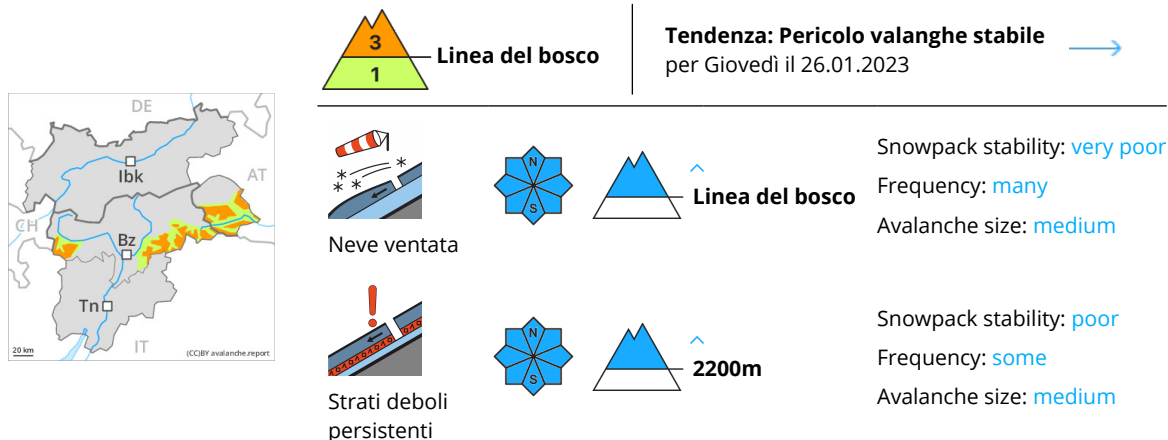 3
1
Linea del bosco
Tendenza: Pericolo valanghe stabile
per Giovedì il 26.01.2023
DE
Ibk
AT
CH
Bz
Tn
IT
20 km
(CC)BY avalanche.report
Neve ventata
N
S
Linea del bosco
Snowpack stability: very poor
Frequency: many
Avalanche size: medium
Strati deboli
persistenti
N
S
2200m
Snowpack stability: poor
Frequency: some
Avalanche size: medium